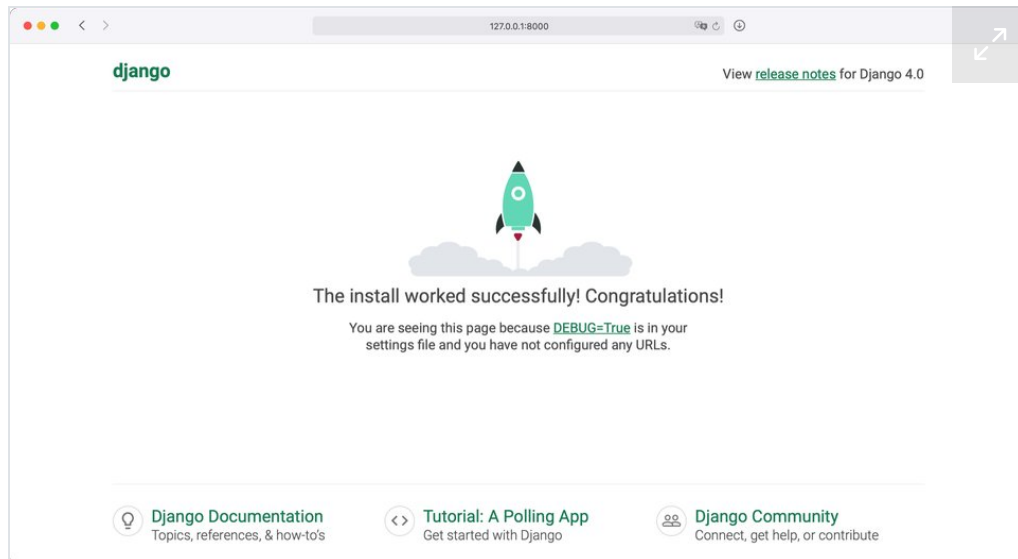 127.0.0.1:8000
django
View release notes for Django 4.0
The install worked successfully! Congratulations!
You are seeing this page because DEBUG=True is in your
settings file and you have not configured any URLs.
Django Documentation
Topics, references, & how-to's
Tutorial: A Polling App
Get started with Django
Django Community
Connect, get help, or contribute